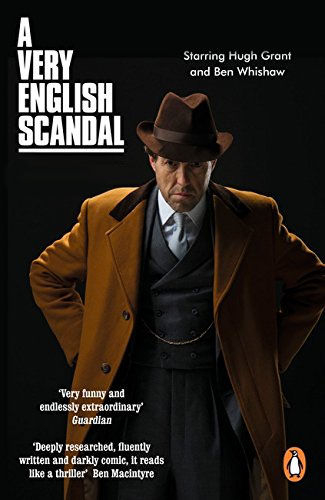 A
VERY
ENGLISH
SCANDAL
Starring Hugh Grant
and Ben Whishaw
'Very funny and
endlessly extraordinary'
Guardian
'Deeply researched, fluently
written and darkly comic, it reads
like a thriller' Ben Macintyre